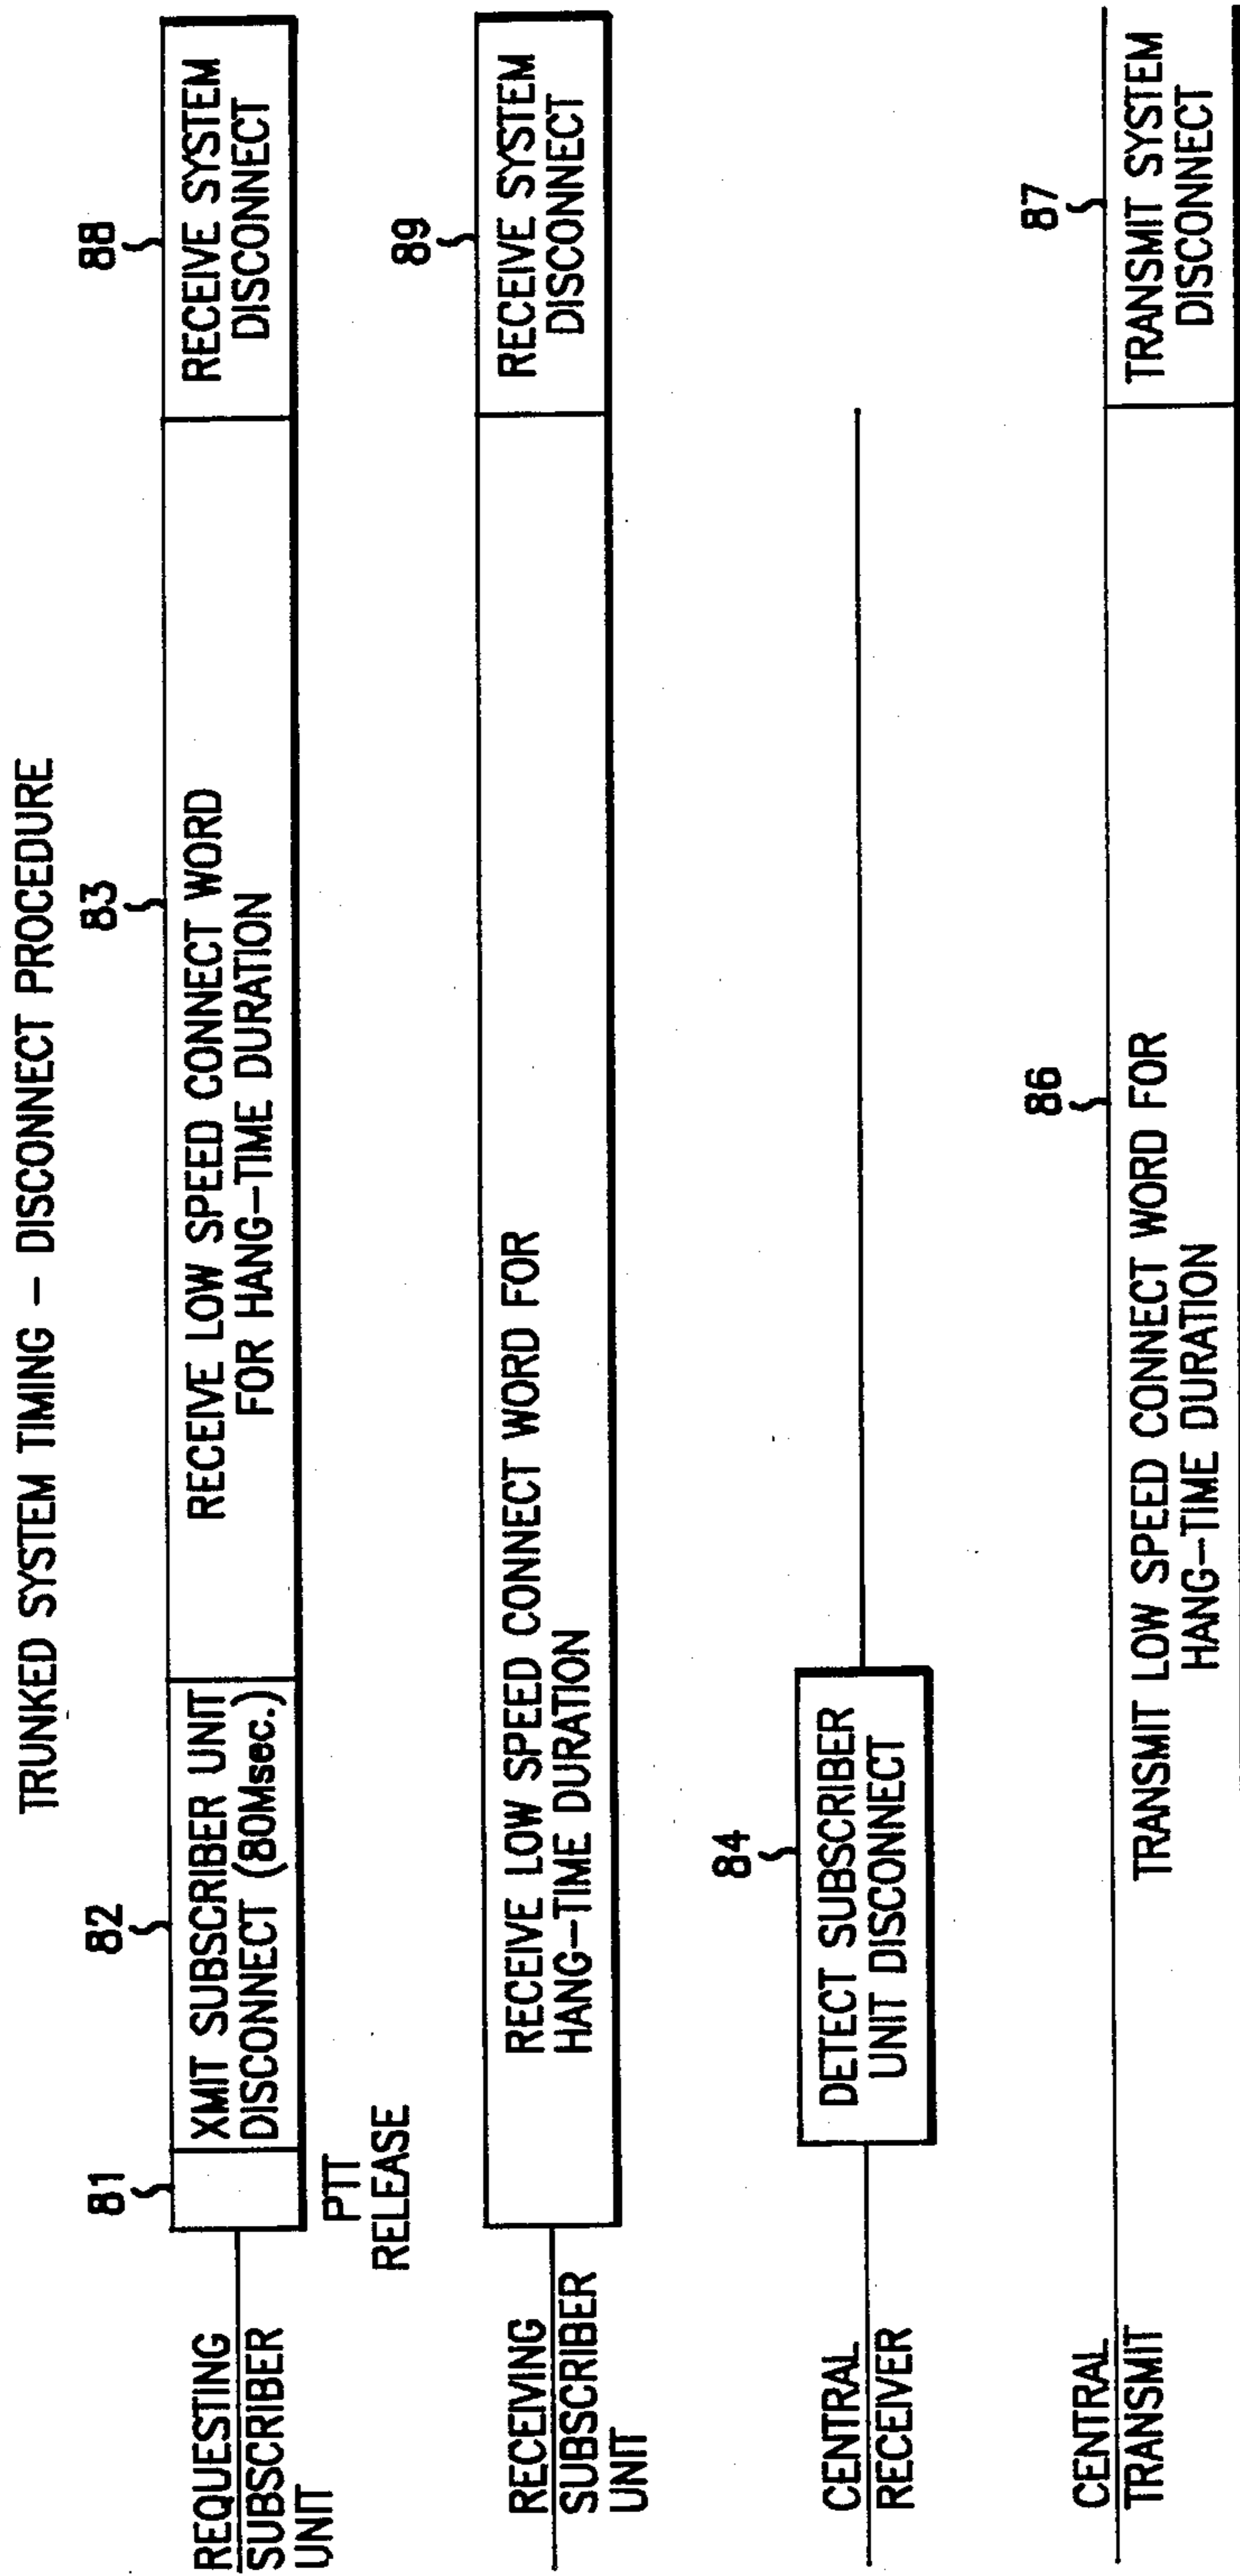 TRUNKED SYSTEM TIMING – DISCONNECT PROCEDURE
REQUESTING
SUBSCRIBER
UNIT
81
PTT
RELEASE
82
XMIT SUBSCRIBER UNIT
DISCONNECT (80Msec.)
83
RECEIVE LOW SPEED CONNECT WORD
FOR HANG–TIME DURATION
88
RECEIVE SYSTEM
DISCONNECT
RECEIVING
SUBSCRIBER
UNIT
RECEIVE LOW SPEED CONNECT WORD FOR
HANG–TIME DURATION
89
RECEIVE SYSTEM
DISCONNECT
CENTRAL
RECEIVER
84
DETECT SUBSCRIBER
UNIT DISCONNECT
CENTRAL
TRANSMIT
86
TRANSMIT LOW SPEED CONNECT WORD FOR
HANG–TIME DURATION
87
TRANSMIT SYSTEM
DISCONNECT